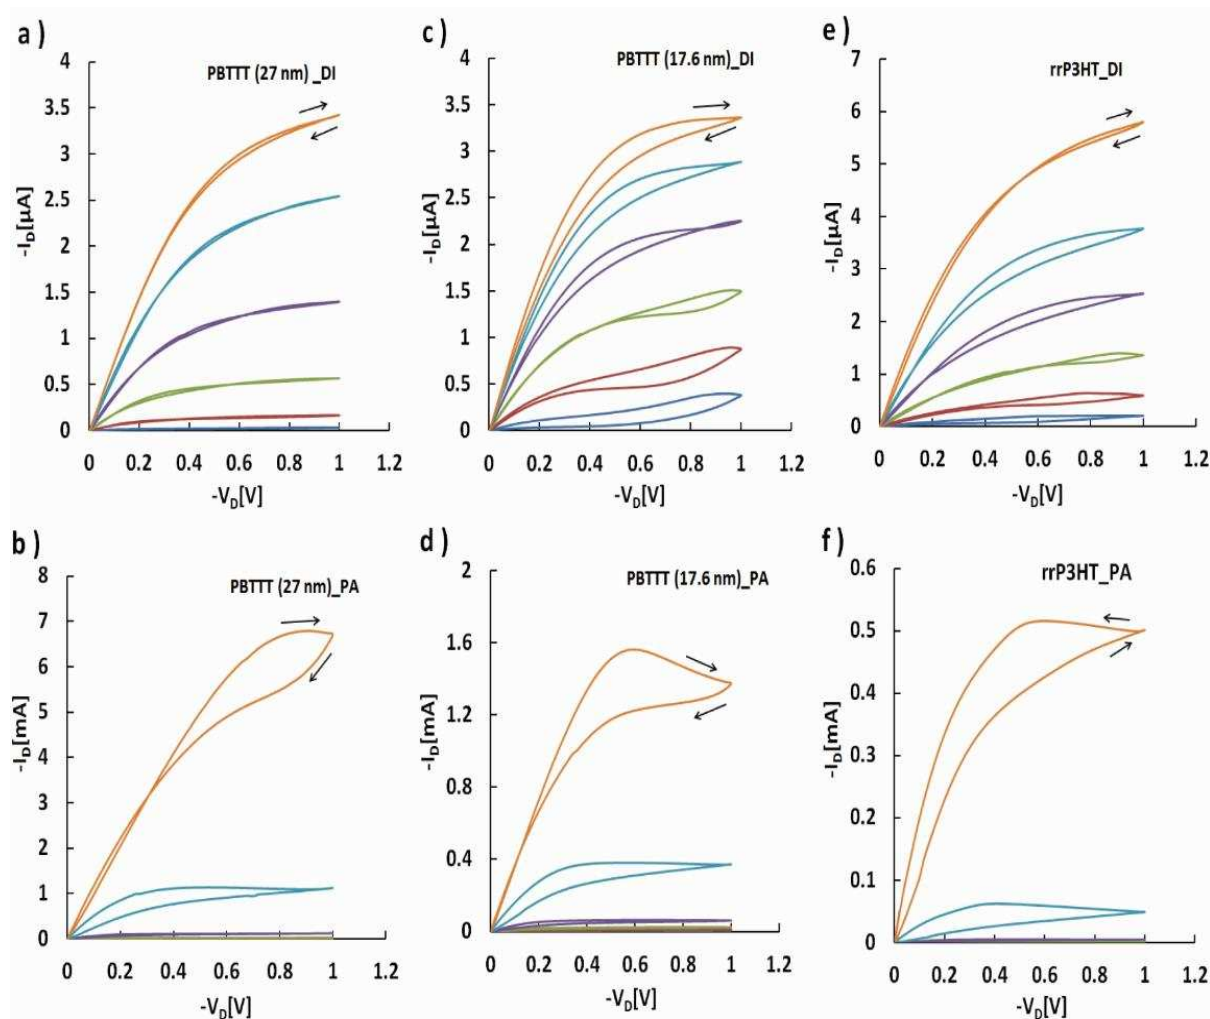 a )
PBTTT (27 nm) _DI
4
3.5
3
2.5
2
1.5
1
0.5
0
-I_D[µA]
0 0.2 0.4 0.6 0.8 1 1.2
-V_D[V]
c )
PBTTT (17.6 nm)_DI
4
3.5
3
2.5
2
1.5
1
0.5
0
-I_D[µA]
0 0.2 0.4 0.6 0.8 1 1.2
-V_D[V]
e )
rrP3HT_DI
7
6
5
4
3
2
1
0
-I_D[µA]
0 0.2 0.4 0.6 0.8 1 1.2
-V_D[V]
b )
PBTTT (27 nm)_PA
8
7
6
5
4
3
2
1
0
-I_D[mA]
0 0.2 0.4 0.6 0.8 1 1.2
-V_D[V]
d )
PBTTT (17.6 nm)_PA
2
1.6
1.2
0.8
0.4
0
-I_D[mA]
0 0.2 0.4 0.6 0.8 1 1.2
-V_D[V]
f )
rrP3HT_PA
0.6
0.5
0.4
0.3
0.2
0.1
0
-I_D[mA]
0 0.2 0.4 0.6 0.8 1 1.2
-V_D[V]